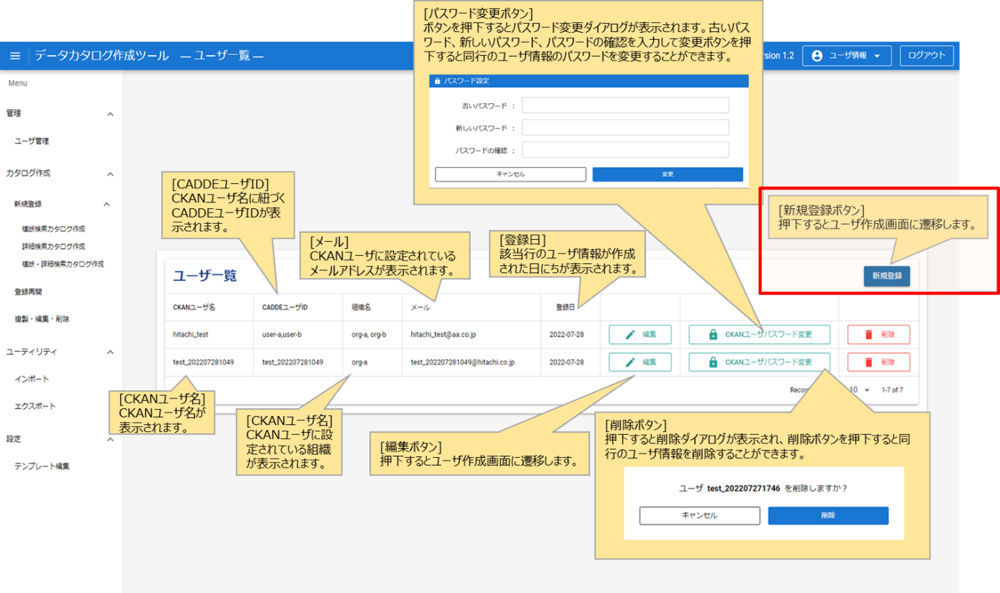 [パスワード変更ボタン]
ボタンを押下するとパスワード変更ダイアログが表示されます。古いパス
ワード、新しいパスワード、パスワードの確認を入力して変更ボタンを押
下すると同行のユーザ情報のパスワードを変更することができます。
パスワード設定
古いパスワード :
新しいパスワード :
パスワードの確認 :
キャンセル
変更
データカタログ作成ツール ― ユーザ一覧 ―
sion 1.2
ユーザ情報
ログアウト
Menu
管理
ユーザ管理
カタログ作成
新規登録
横断検索カタログ作成
詳細検索カタログ作成
横断・詳細検索カタログ作成
登録再開
複製・編集・削除
ユーティリティ
インポート
エクスポート
設定
テンプレート編集
[CADDEユーザID]
CKANユーザ名に紐づく
CADDEユーザIDが表
示されます。
[メール]
CKANユーザに設定されている
メールアドレスが表示されます。
[登録日]
該当行のユーザ情報が作成
された日にちが表示されます。
[新規登録ボタン]
押下するとユーザ作成画面に遷移します。
ユーザ一覧
新規登録
CKANユーザ名 CADDEユーザID 組織名 メール 登録日
hitachi_test user-a,user-b org-a, org-b hitachi_test@aa.co.jp 2022-07-28 編集 CKANユーザパスワード変更 削除
test_202207281049 test_202207281049 org-a test_202207281049@hitachi.co.jp 2022-07-28 編集 CKANユーザパスワード変更 削除
Reco 10 1-7 of 7
[CKANユーザ名]
CKANユーザ名が
表示されます。
[CKANユーザ名]
CKANユーザに設
定されている組織
が表示されます。
[編集ボタン]
押下するとユーザ作成画面に遷移します。
[削除ボタン]
押下すると削除ダイアログが表示され、削除ボタンを押下すると同
行のユーザ情報を削除することができます。
ユーザ test_202207271746 を削除しますか？
キャンセル
削除